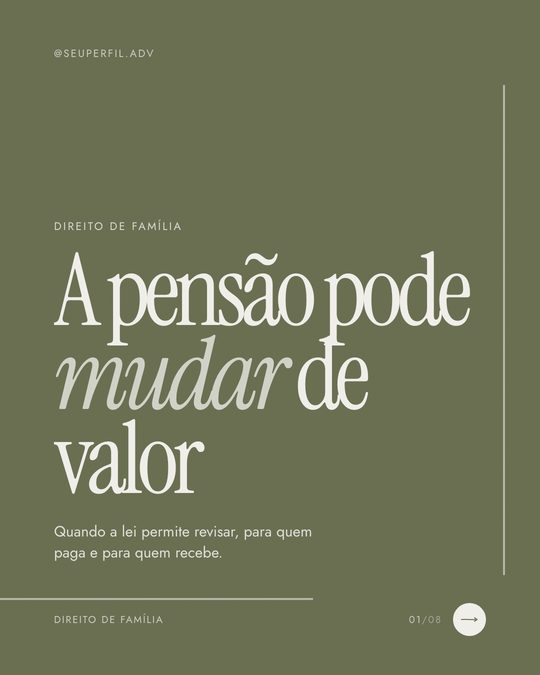 @SEUPERFIL.ADV
DIREITO DE FAMÍLIA
A pensão pode
mudar de
valor
Quando a lei permite revisar, para quem
paga e para quem recebe.
DIREITO DE FAMÍLIA
01/08